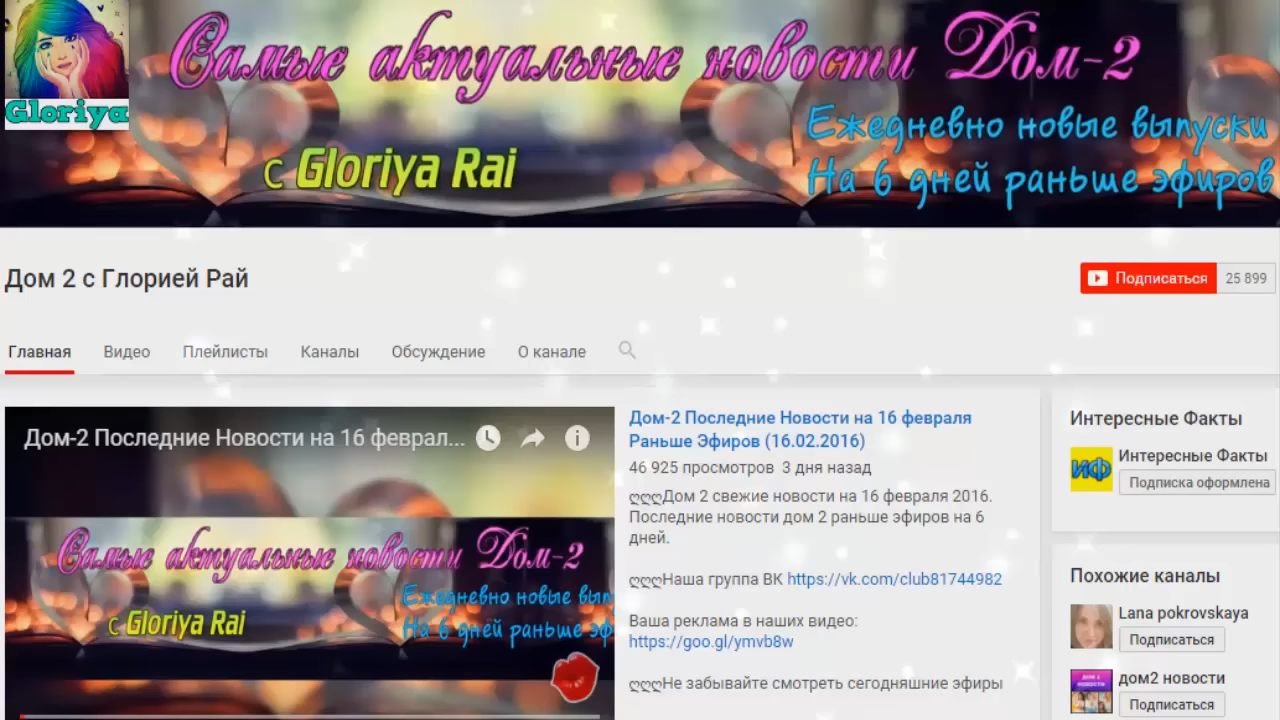 Самые актуальные новости Дом-2
Gloriya
Ежедневно новые выпуски
с Gloriya Rai
На 6 дней раньше эфиров
Дом 2 с Глорией Рай
Подписаться 25 899
Главная Видео Плейлисты Каналы Обсуждение О канале
Дом-2 Последние Новости на 16 феврал...
Самые актуальные новости Дом-2
Ежедневно новые вып
с Gloriya Rai
На 6 дней раньше эф
Дом-2 Последние Новости на 16 февраля
Раньше Эфиров (16.02.2016)
46 925 просмотров 3 дня назад
ღღღДом 2 свежие новости на 16 февраля 2016.
Последние новости дом 2 раньше эфиров на 6
дней.
ღღღНаша группа ВК https://vk.com/club81744982
Ваша реклама в наших видео:
https://goo.gl/ymvb8w
ღღღНе забывайте смотреть сегодняшние эфиры
Интересные Факты
ИФ
Интересные Факты
Подписка оформлена
Похожие каналы
Lana pokrovskaya
Подписаться
ДОМ 2
НОВОСТИ
дом2 новости
Подписаться